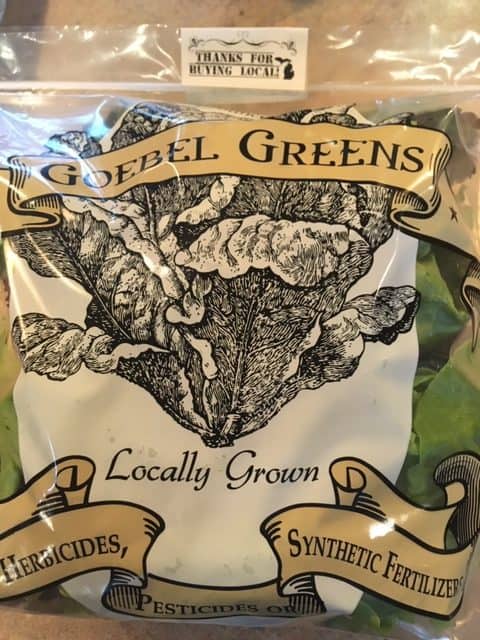 THANKS FOR
BUYING LOCAL!
GOEBEL GREENS
Locally Grown
HERBICIDES,
PESTICIDES OR
SYNTHETIC FERTILIZERS